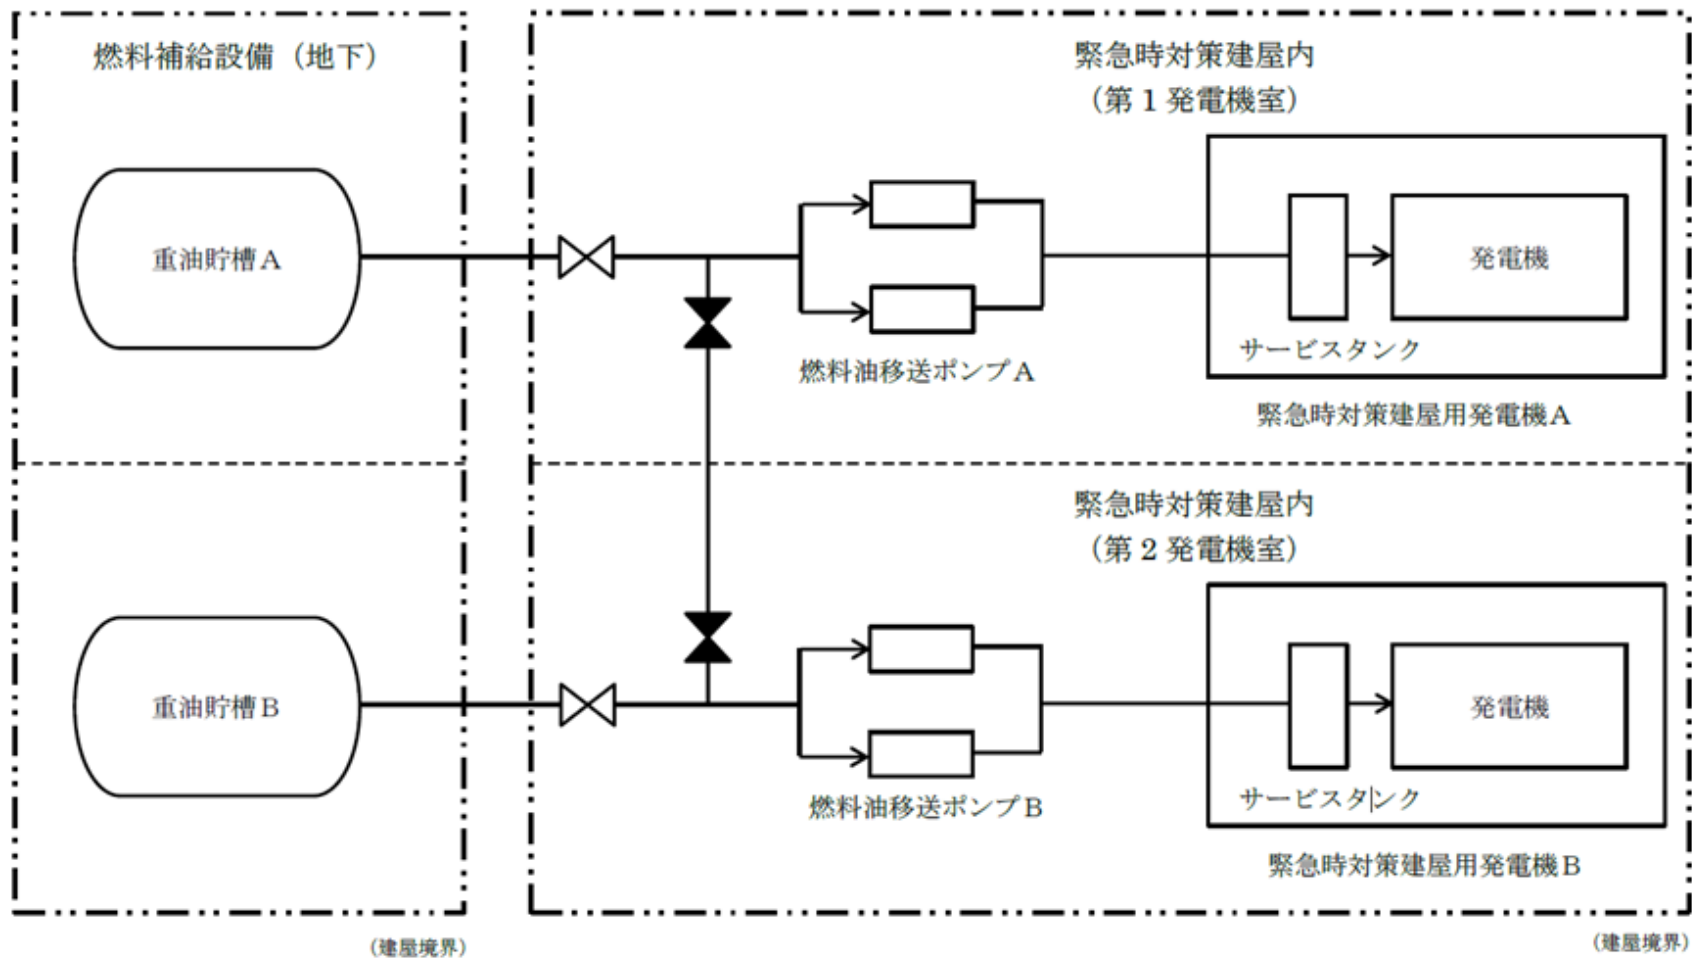 燃料補給設備（地下）
緊急時対策建屋内
（第１発電機室）
重油貯槽Ａ
発電機
サービスタンク
燃料油移送ポンプＡ
緊急時対策建屋用発電機Ａ
緊急時対策建屋内
（第２発電機室）
重油貯槽Ｂ
発電機
サービスタンク
燃料油移送ポンプＢ
緊急時対策建屋用発電機Ｂ
（建屋境界）
（建屋境界）